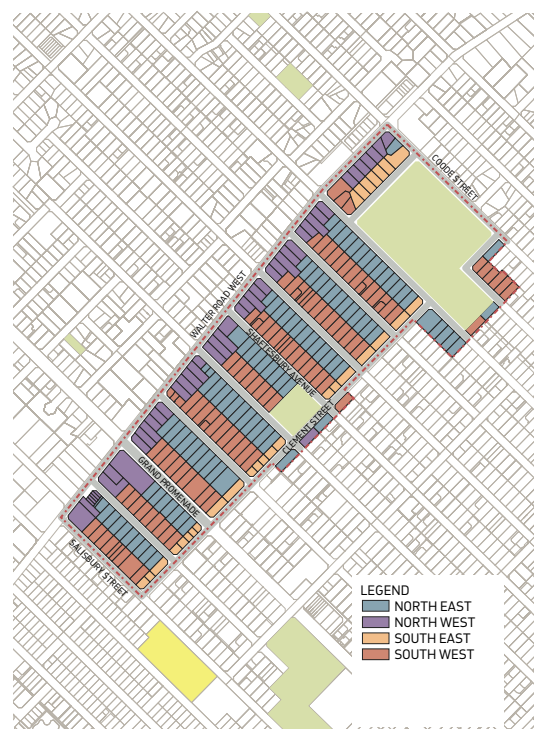 COODE STREET
WALTER ROAD WEST
SHAFTESBURY AVENUE
CLEMENT STREET
GRAND PROMENADE
SALISBURY STREET
LEGEND
NORTH EAST
NORTH WEST
SOUTH EAST
SOUTH WEST